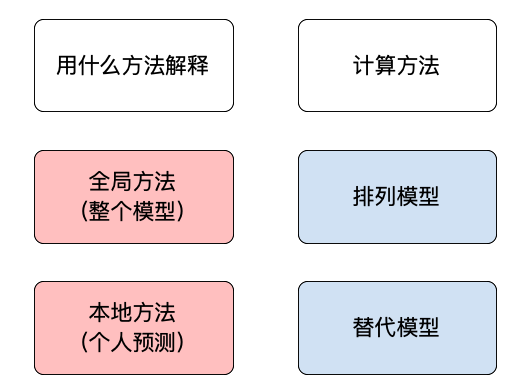 用什么方法解释
计算方法
全局方法
(整个模型)
排列模型
本地方法
(个人预测)
替代模型